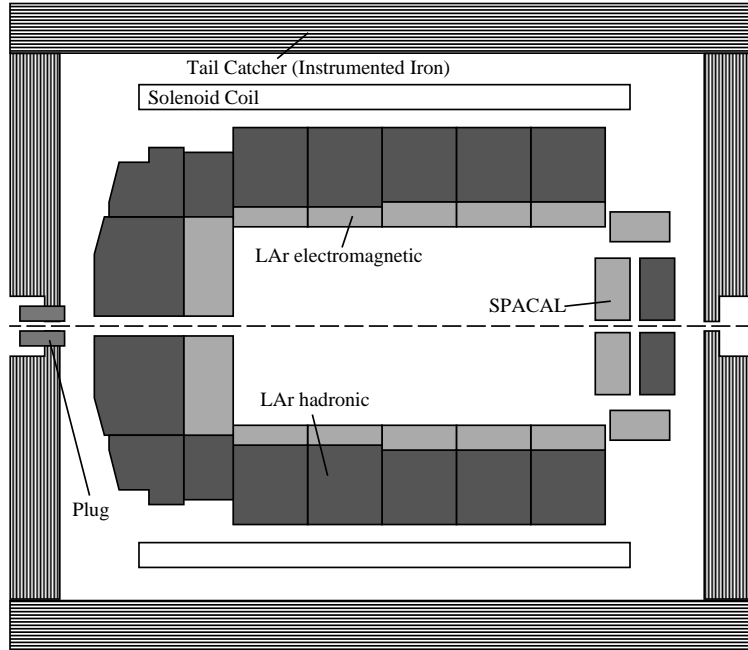 Tail Catcher (Instrumented Iron)
Solenoid Coil
LAr electromagnetic
SPACAL
LAr hadronic
Plug